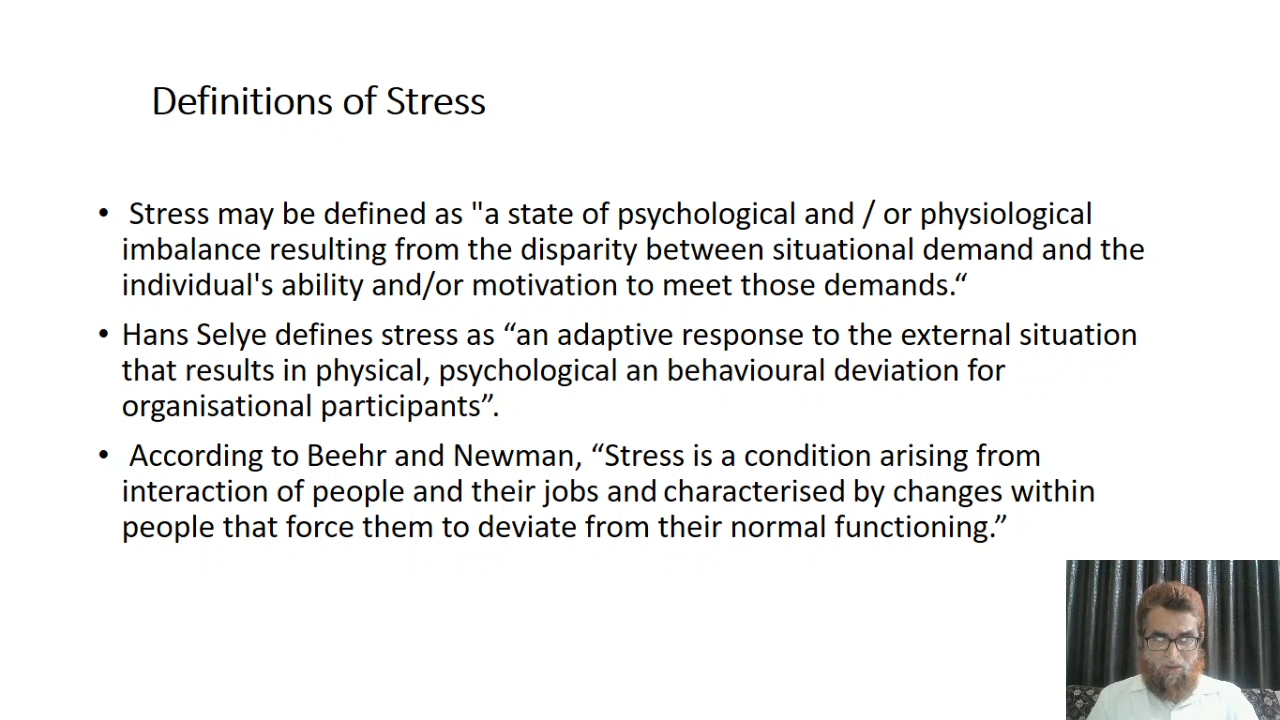 Definitions of Stress
• Stress may be defined as "a state of psychological and / or physiological
imbalance resulting from the disparity between situational demand and the
individual's ability and/or motivation to meet those demands.“
• Hans Selye defines stress as “an adaptive response to the external situation
that results in physical, psychological an behavioural deviation for
organisational participants”.
• According to Beehr and Newman, “Stress is a condition arising from
interaction of people and their jobs and characterised by changes within
people that force them to deviate from their normal functioning.”